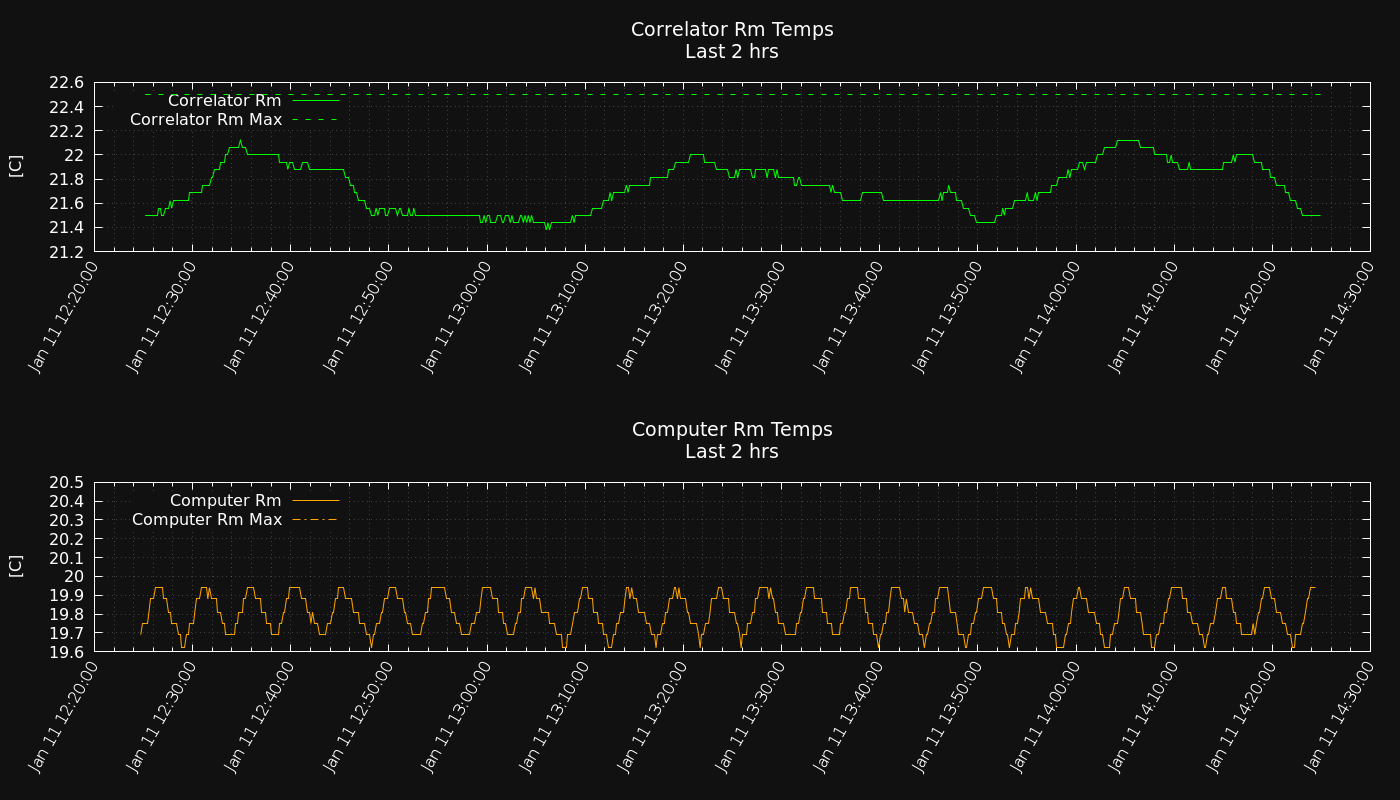 Correlator Rm Temps
Last 2 hrs
22.6
22.4
22.2
22
21.8
21.6
21.4
21.2
[C]
Correlator Rm
Correlator Rm Max
Jan 11 12:20:00
Jan 11 12:30:00
Jan 11 12:40:00
Jan 11 12:50:00
Jan 11 13:00:00
Jan 11 13:10:00
Jan 11 13:20:00
Jan 11 13:30:00
Jan 11 13:40:00
Jan 11 13:50:00
Jan 11 14:00:00
Jan 11 14:10:00
Jan 11 14:20:00
Jan 11 14:30:00
Computer Rm Temps
Last 2 hrs
20.5
20.4
20.3
20.2
20.1
20
19.9
19.8
19.7
19.6
[C]
Computer Rm
Computer Rm Max
Jan 11 12:20:00
Jan 11 12:30:00
Jan 11 12:40:00
Jan 11 12:50:00
Jan 11 13:00:00
Jan 11 13:10:00
Jan 11 13:20:00
Jan 11 13:30:00
Jan 11 13:40:00
Jan 11 13:50:00
Jan 11 14:00:00
Jan 11 14:10:00
Jan 11 14:20:00
Jan 11 14:30:00